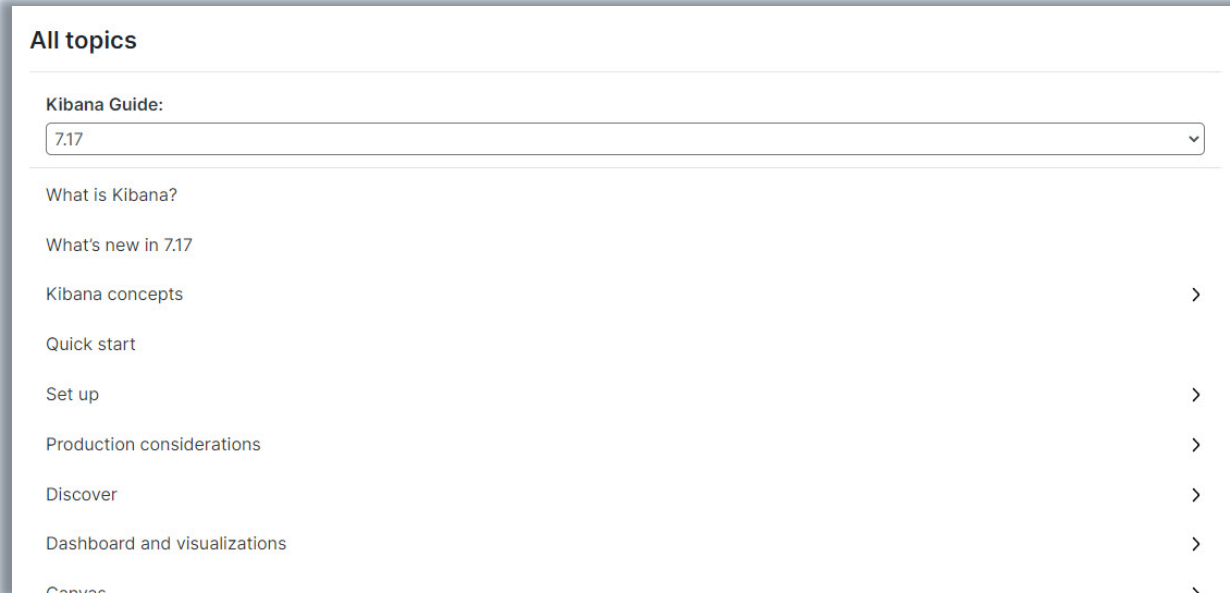 All topics
Kibana Guide:
7.17
What is Kibana?
What's new in 7.17
Kibana concepts
Quick start
Set up
Production considerations
Discover
Dashboard and visualizations
Canvas